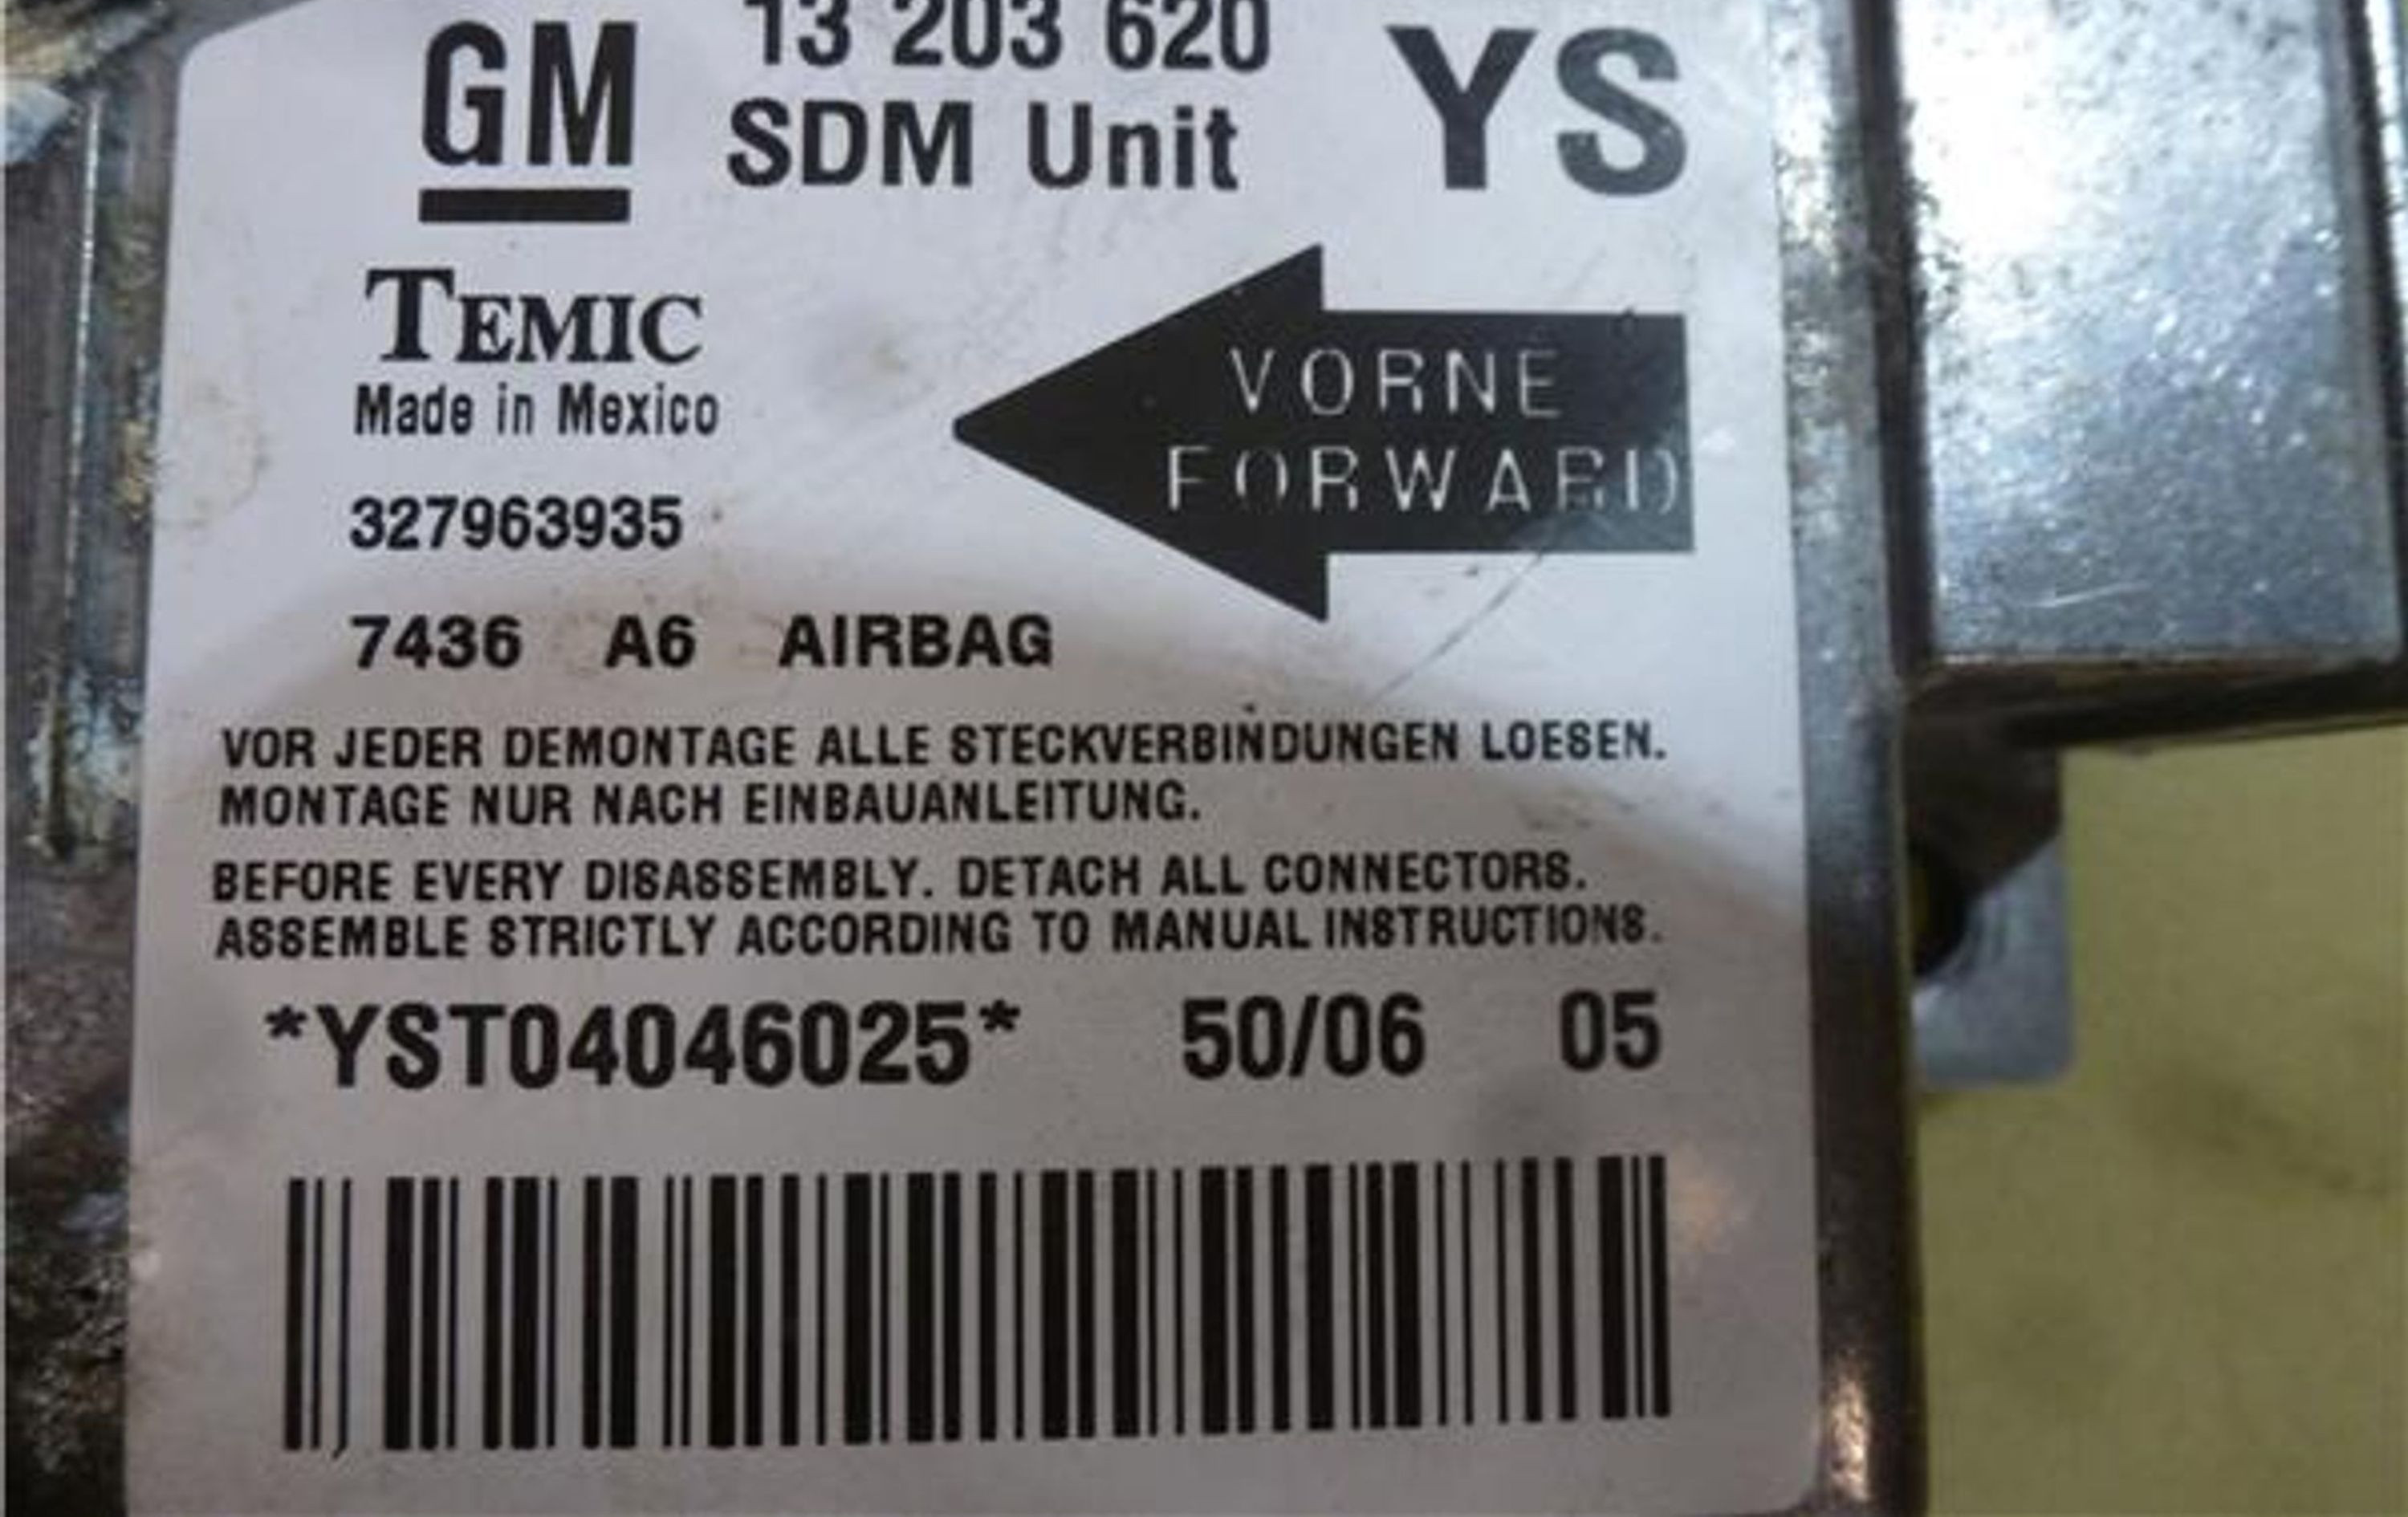 GM 13 203 620 YS
SDM Unit
TEMIC
Made in Mexico
VORNE
FORWARD
327963935
7436 A6 AIRBAG
VOR JEDER DEMONTAGE ALLE STECKVERBINDUNGEN LOESEN.
MONTAGE NUR NACH EINBAUANLEITUNG.
BEFORE EVERY DISASSEMBLY. DETACH ALL CONNECTORS.
ASSEMBLE STRICTLY ACCORDING TO MANUAL INSTRUCTIONS.
*YST04046025* 50/06 05